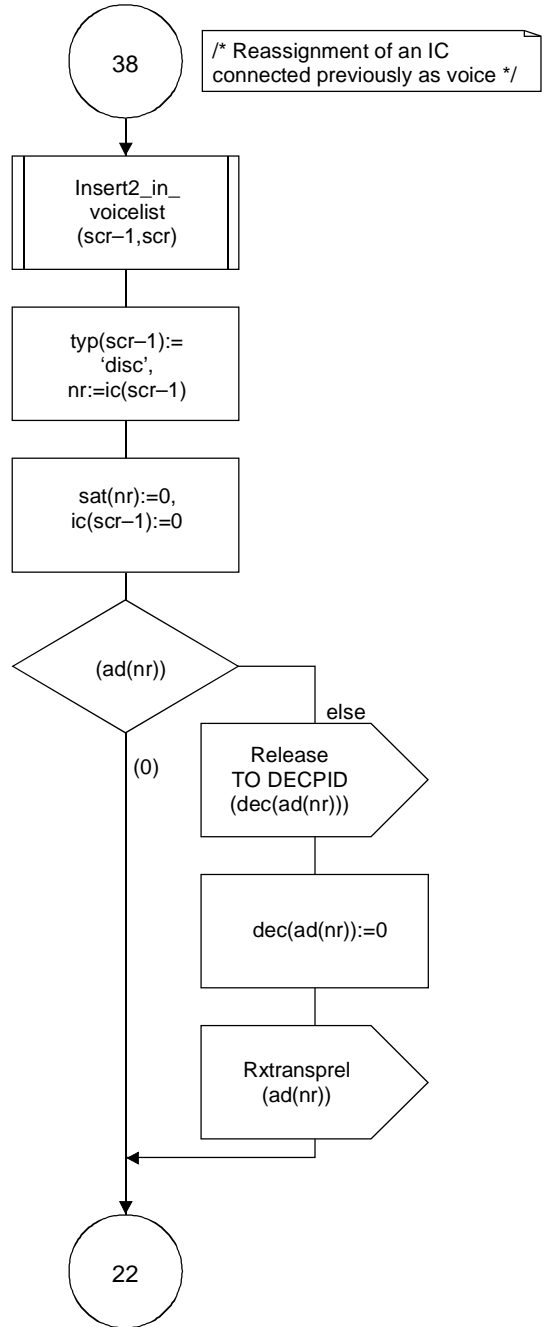 38
/* Reassignment of an IC
connected previously as voice */
Insert2_in_
voicelist
(scr–1,scr)
typ(scr–1):=
‘disc’,
nr:=ic(scr–1)
sat(nr):=0,
ic(scr–1):=0
(ad(nr))
else
(0)
Release
TO DECPID
(dec(ad(nr)))
dec(ad(nr)):=0
Rxtransprel
(ad(nr))
22